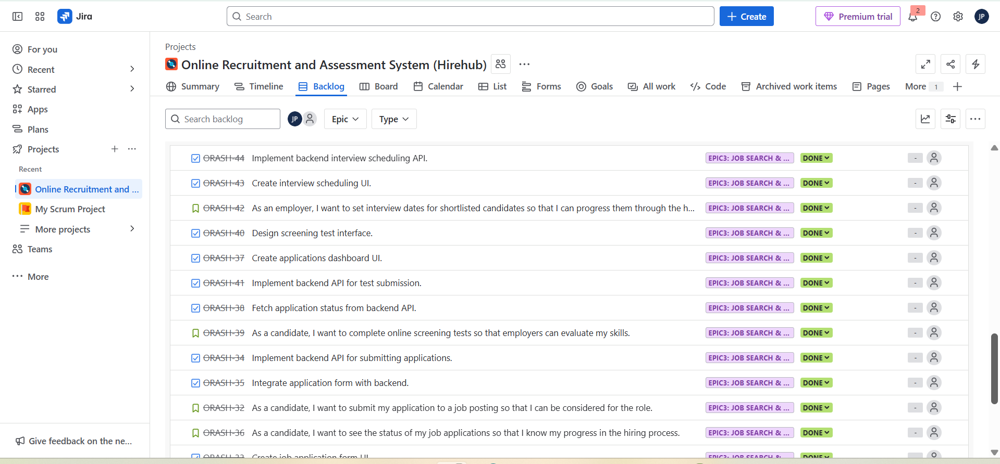 Jira
Search
Create
Premium trial
2
JP
For you
Recent
Starred
Apps
Plans
Projects
Recent
Online Recruitment and ...
My Scrum Project
More projects
Teams
More
Give feedback on the ne...
Projects
Online Recruitment and Assessment System (Hirehub)
Summary Timeline Backlog Board Calendar List Forms Goals All work Code Archived work items Pages More 1
Search backlog JP Epic Type
ORASH-44 Implement backend interview scheduling API. EPIC3: JOB SEARCH & ... DONE -
ORASH-43 Create interview scheduling UI. EPIC3: JOB SEARCH & ... DONE -
ORASH-42 As an employer, I want to set interview dates for shortlisted candidates so that I can progress them through the h... EPIC3: JOB SEARCH & ... DONE -
ORASH-40 Design screening test interface. EPIC3: JOB SEARCH & ... DONE -
ORASH-37 Create applications dashboard UI. EPIC3: JOB SEARCH & ... DONE -
ORASH-41 Implement backend API for test submission. EPIC3: JOB SEARCH & ... DONE -
ORASH-38 Fetch application status from backend API. EPIC3: JOB SEARCH & ... DONE -
ORASH-39 As a candidate, I want to complete online screening tests so that employers can evaluate my skills. EPIC3: JOB SEARCH & ... DONE -
ORASH-34 Implement backend API for submitting applications. EPIC3: JOB SEARCH & ... DONE -
ORASH-35 Integrate application form with backend. EPIC3: JOB SEARCH & ... DONE -
ORASH-32 As a candidate, I want to submit my application to a job posting so that I can be considered for the role. EPIC3: JOB SEARCH & ... DONE -
ORASH-36 As a candidate, I want to see the status of my job applications so that I know my progress in the hiring process. EPIC3: JOB SEARCH & ... DONE -
ORASH-33 Create job application form UI. EPIC3: JOB SEARCH & ... DONE